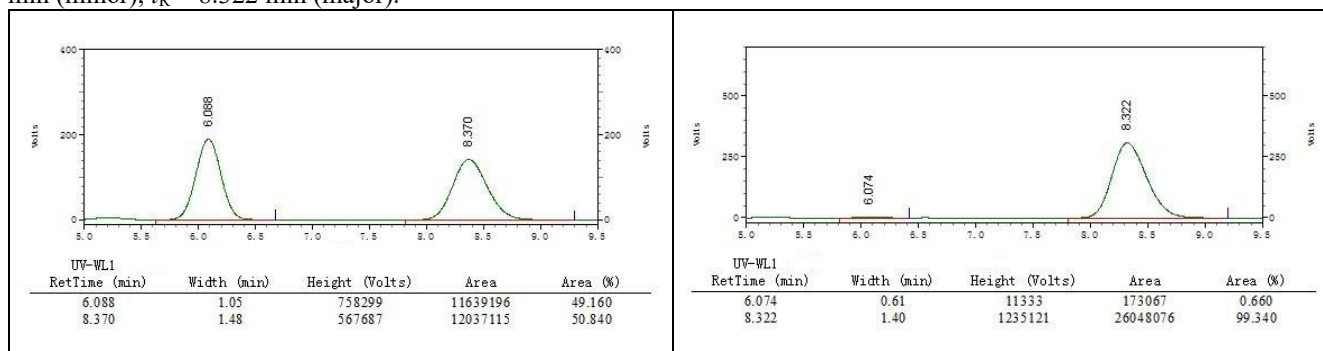 min (minor), tR = 8.322 min (major).
400
400
6.088
8.370
Volts
200
200
Volts
0
0
5.0 5.5 6.0 6.5 7.0 7.5 8.0 8.5 9.0 9.5
UV-WL1
RetTime (min) Width (min) Height (Volts) Area Area (%)
6.088 1.05 758299 11639196 49.160
8.370 1.48 567687 12037115 50.840
500
500
8.322
Volts
250
250
Volts
6.074
0
0
5.0 5.5 6.0 6.5 7.0 7.5 8.0 8.5 9.0 9.5
UV-WL1
RetTime (min) Width (min) Height (Volts) Area Area (%)
6.074 0.61 11333 173067 0.660
8.322 1.40 1235121 26048076 99.340